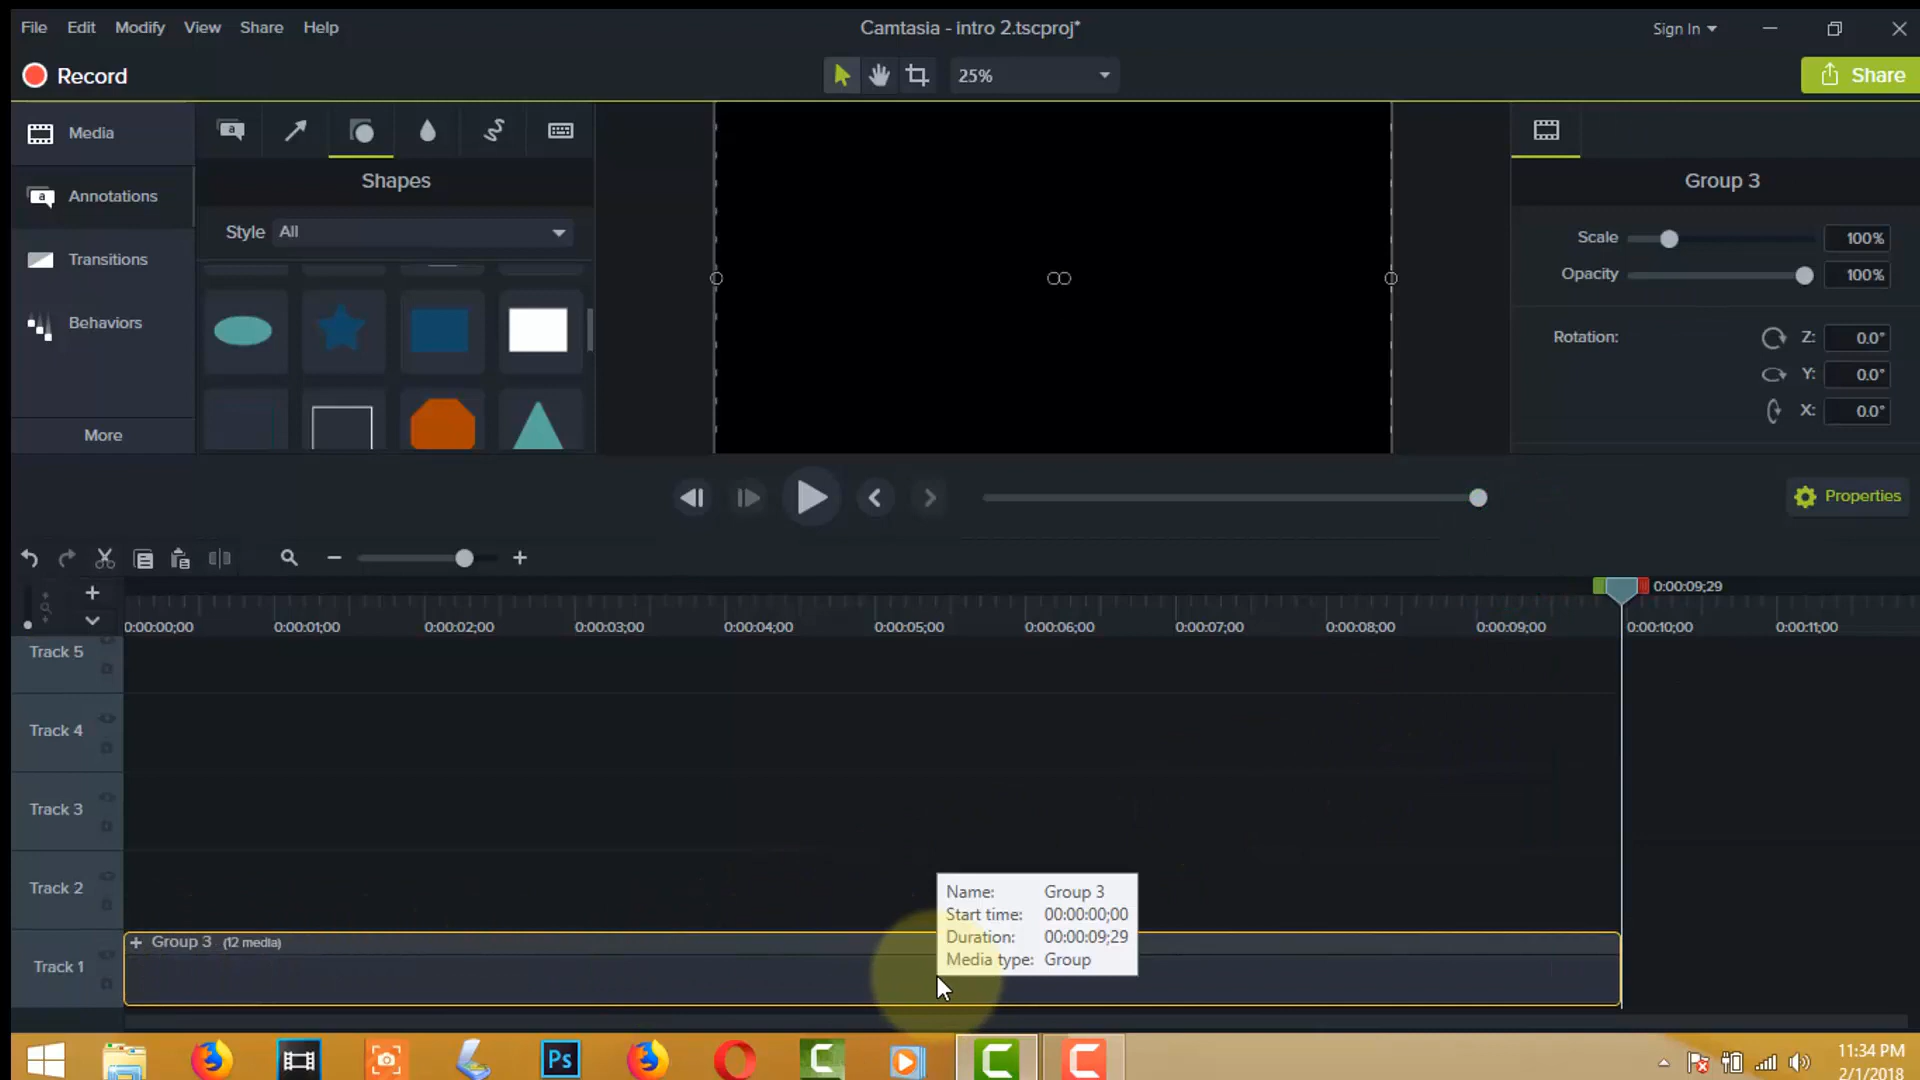 File Edit Modify View Share Help
Camtasia - intro 2.tscproj*
Sign In
Record
25%
Share
Media
Annotations
Transitions
Behaviors
More
a
a
Shapes
Style All
Group 3
Scale 100%
Opacity 100%
Rotation: Z: 0.0°
Y: 0.0°
X: 0.0°
Properties
0:00:09;29
0:00:00;00 0:00:01;00 0:00:02;00 0:00:03;00 0:00:04;00 0:00:05;00 0:00:06;00 0:00:07;00 0:00:08;00 0:00:09;00 0:00:10;00 0:00:11;00
Track 5
Track 4
Track 3
Track 2
Track 1
Group 3 (12 media)
Name: Group 3
Start time: 00:00:00;00
Duration: 00:00:09;29
Media type: Group
Ps
11:34 PM
2/1/2018